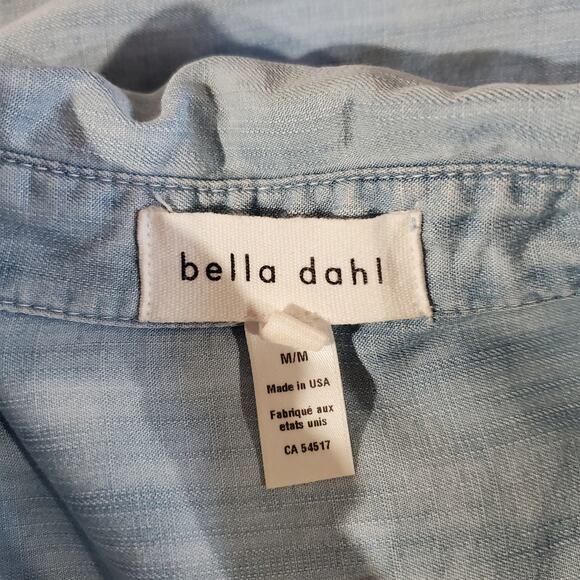 bella dahl
M/M
Made in USA
Fabriqué aux
etats unis
CA 54517